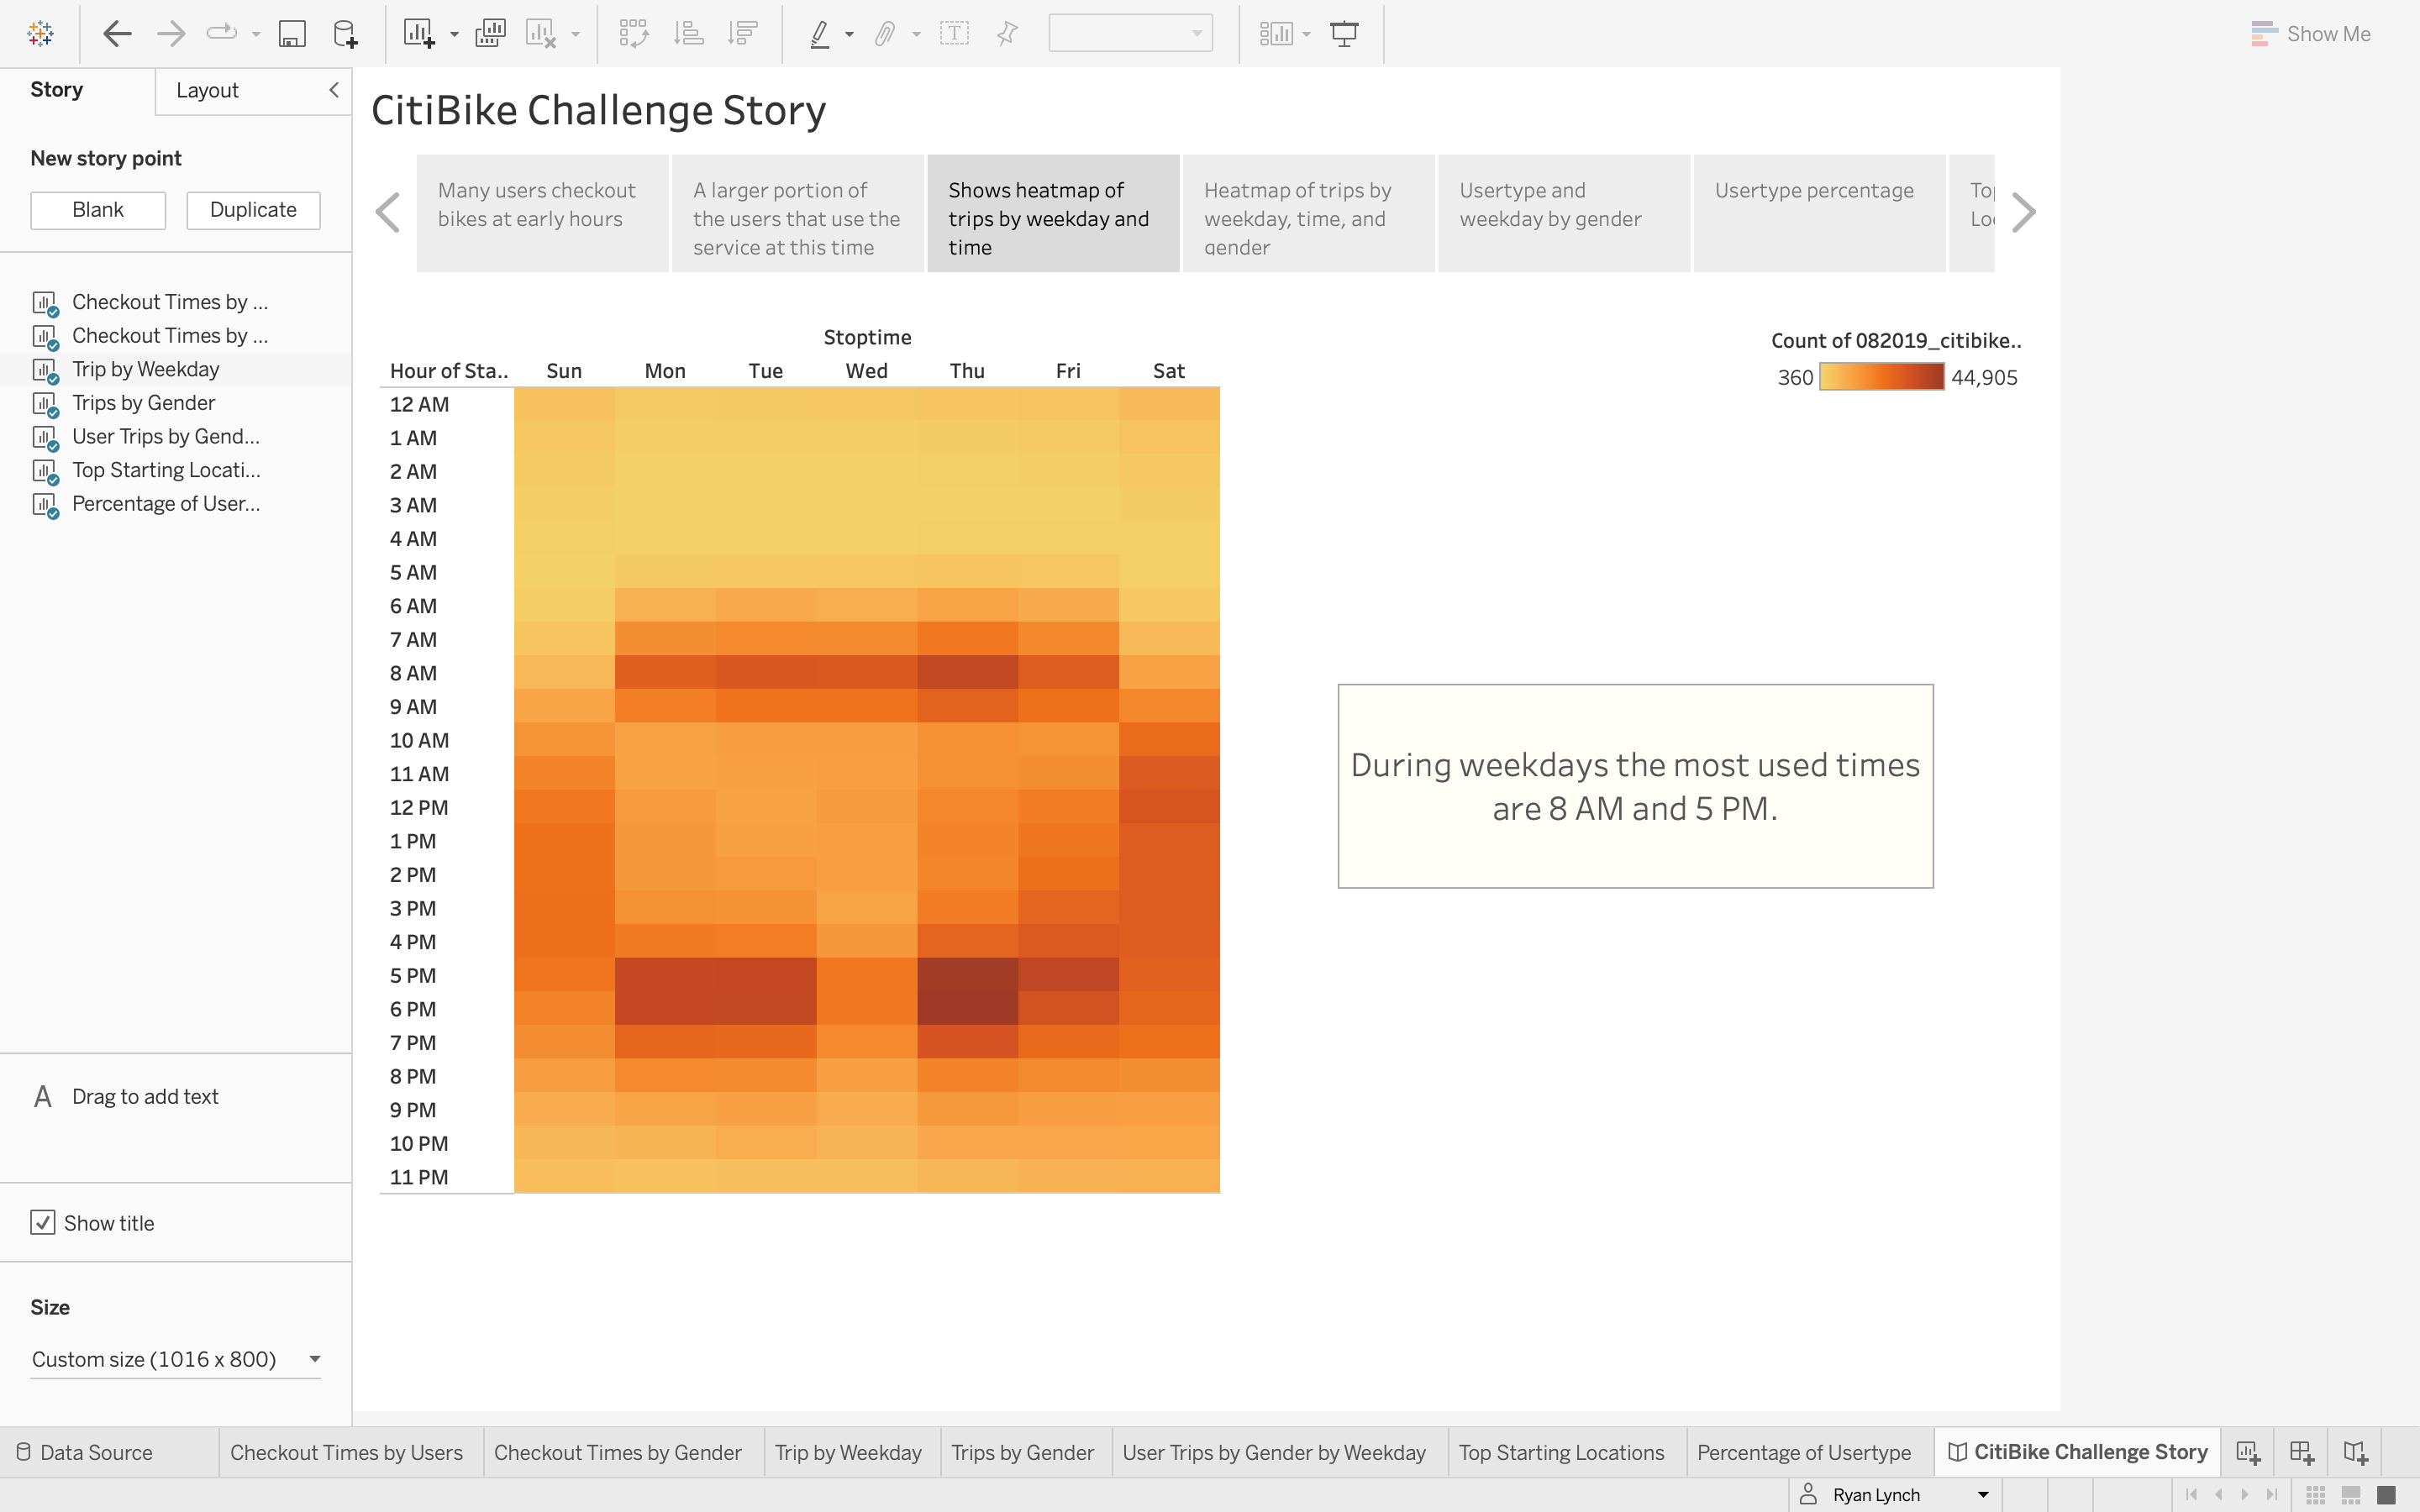 Show Me
Story
Layout
New story point
Blank
Duplicate
Checkout Times by ...
Checkout Times by ...
Trip by Weekday
Trips by Gender
User Trips by Gend...
Top Starting Locati...
Percentage of User...
A Drag to add text
Show title
Size
Custom size (1016 x 800)
CitiBike Challenge Story
Many users checkout
bikes at early hours
A larger portion of
the users that use the
service at this time
Shows heatmap of
trips by weekday and
time
Heatmap of trips by
weekday, time, and
gender
Usertype and
weekday by gender
Usertype percentage
Stoptime
Hour of Sta.. Sun Mon Tue Wed Thu Fri Sat
12 AM
1 AM
2 AM
3 AM
4 AM
5 AM
6 AM
7 AM
8 AM
9 AM
10 AM
11 AM
12 PM
1 PM
2 PM
3 PM
4 PM
5 PM
6 PM
7 PM
8 PM
9 PM
10 PM
11 PM
Count of 082019_citibike..
360 44,905
During weekdays the most used times
are 8 AM and 5 PM.
Data Source
Checkout Times by Users
Checkout Times by Gender
Trip by Weekday
Trips by Gender
User Trips by Gender by Weekday
Top Starting Locations
Percentage of Usertype
CitiBike Challenge Story
Ryan Lynch